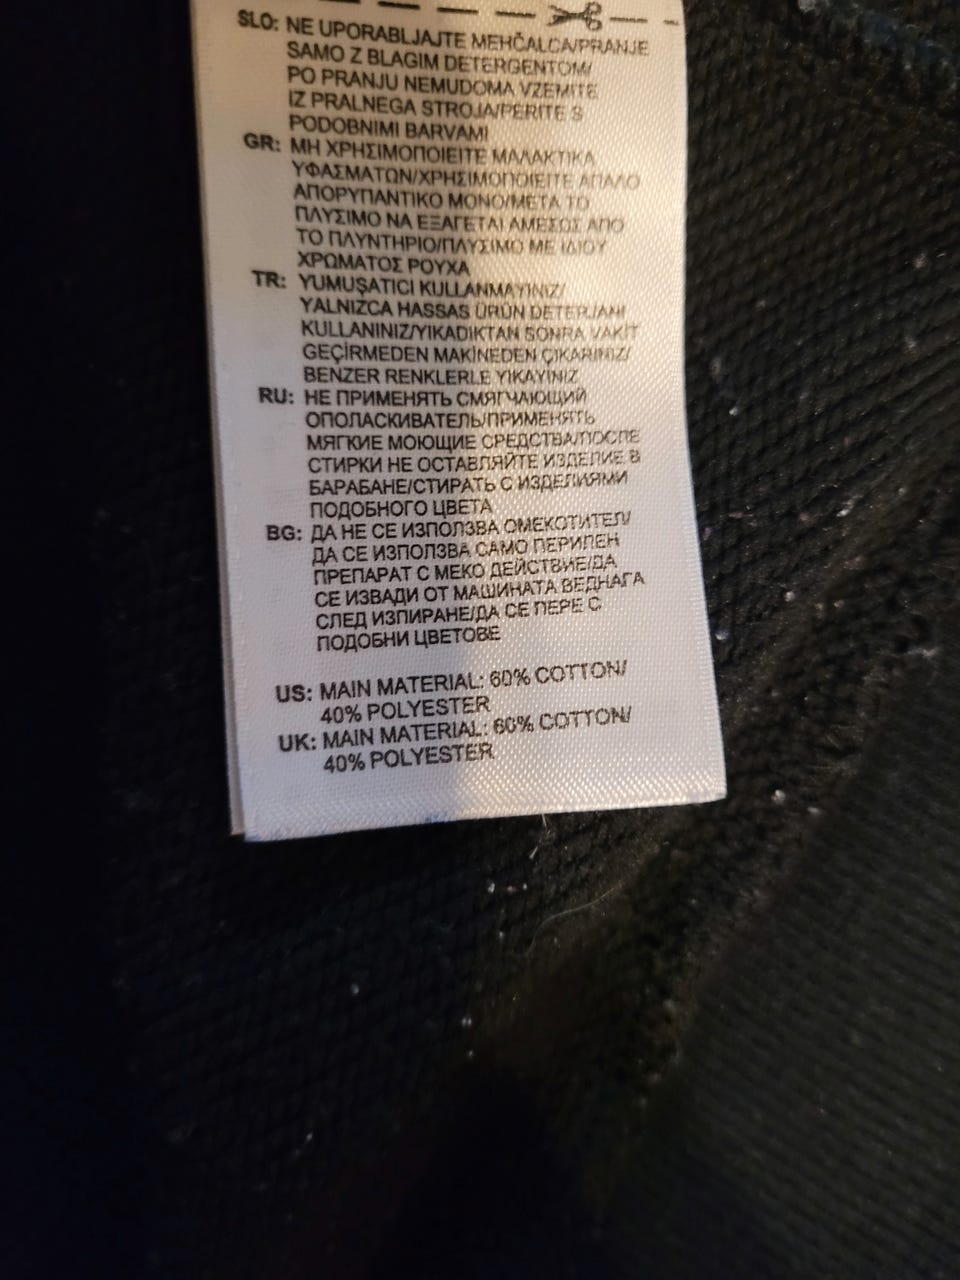 SLO: NE UPORABLJAJTE MEHČALCA/PRANJE
SAMO Z BLAGIM DETERGENTOM/
PO PRANJU NEMUDOMA VZEMITE
IZ PRALNEGA STROJA/PERITE S
PODOBNIMI BARVAMI
GR: ΜΗ ΧΡΗΣΙΜΟΠΟΙΕΙΤΕ ΜΑΛΑΚΤΙΚΑ
ΥΦΑΣΜΑΤΩΝ/ΧΡΗΣΙΜΟΠΟΙΕΙΤΕ ΑΠΑΛΟ
ΑΠΟΡΥΠΑΝΤΙΚΟ ΜΟΝΟ/ΜΕΤΑ ΤΟ
ΠΛΥΣΙΜΟ ΝΑ ΕΞΑΓΕΤΑΙ ΑΜΕΣΩΣ ΑΠΟ
ΤΟ ΠΛΥΝΤΗΡΙΟ/ΠΛΥΣΙΜΟ ΜΕ ΙΔΙΟΥ
ΧΡΩΜΑΤΟΣ ΡΟΥΧΑ
TR: YUMUŞATICI KULLANMAYINIZ/
YALNIZCA HASSAS ÜRÜN DETERJANI
KULLANINIZ/YIKADIKTAN SONRA VAKİT
GEÇİRMEDEN MAKİNEDEN ÇIKARINIZ/
BENZER RENKLERLE YIKAYINIZ
RU: НЕ ПРИМЕНЯТЬ СМЯГЧАЮЩИЙ
ОПОЛАСКИВАТЕЛЬ/ПРИМЕНЯТЬ
МЯГКИЕ МОЮЩИЕ СРЕДСТВА/ПОСЛЕ
СТИРКИ НЕ ОСТАВЛЯЙТЕ ИЗДЕЛИЕ В
БАРАБАНЕ/СТИРАТЬ С ИЗДЕЛИЯМИ
ПОДОБНОГО ЦВЕТА
BG: ДА НЕ СЕ ИЗПОЛЗВА ОМЕКОТИТЕЛ/
ДА СЕ ИЗПОЛЗВА САМО ПЕРИЛЕН
ПРЕПАРАТ С МЕКО ДЕЙСТВИЕ/ДА
СЕ ИЗВАДИ ОТ МАШИНАТА ВЕДНАГА
СЛЕД ИЗПИРАНЕ/ДА СЕ ПЕРЕ С
ПОДОБНИ ЦВЕТОВЕ
US: MAIN MATERIAL: 60% COTTON/
40% POLYESTER
UK: MAIN MATERIAL: 60% COTTON/
40% POLYESTER